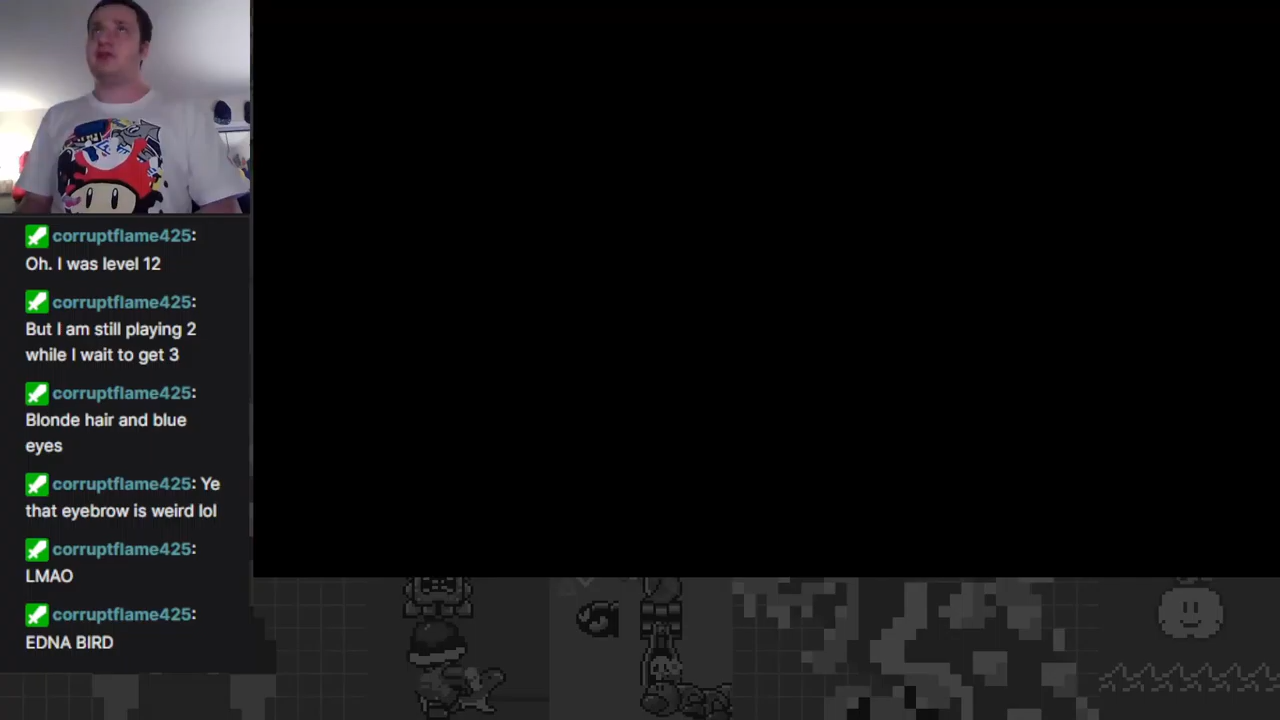 corruptflame425:
Oh. I was level 12
corruptflame425:
But I am still playing 2
while I wait to get 3
corruptflame425:
Blonde hair and blue
eyes
corruptflame425: Ye
that eyebrow is weird lol
corruptflame425:
LMAO
corruptflame425:
EDNA BIRD